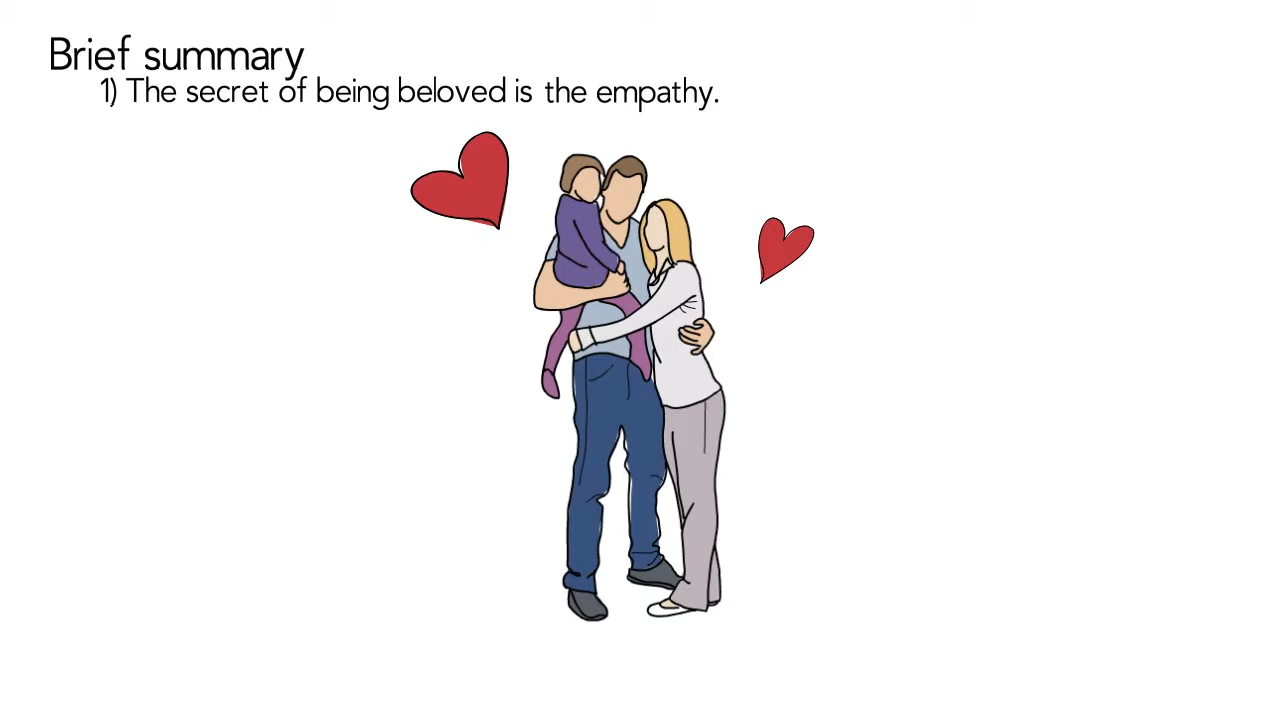 Brief summary
1) The secret of being beloved is the empathy.